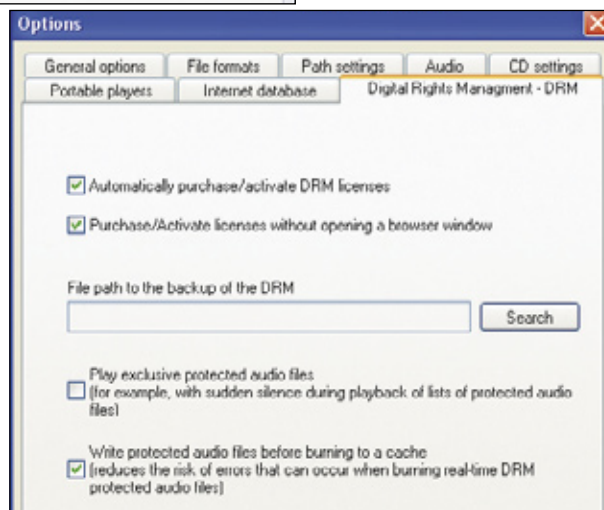 Options
General options File formats Path settings Audio CD settings
Portable players Internet database Digital Rights Managment - DRM
Automatically purchase/activate DRM licenses
Purchase/Activate licenses without opening a browser window
File path to the backup of the DRM
Search
Play exclusive protected audio files
(for example, with sudden silence during playback of lists of protected audio
files)
Write protected audio files before burning to a cache
(reduces the risk of errors that can occur when burning real-time DRM
protected audio files)